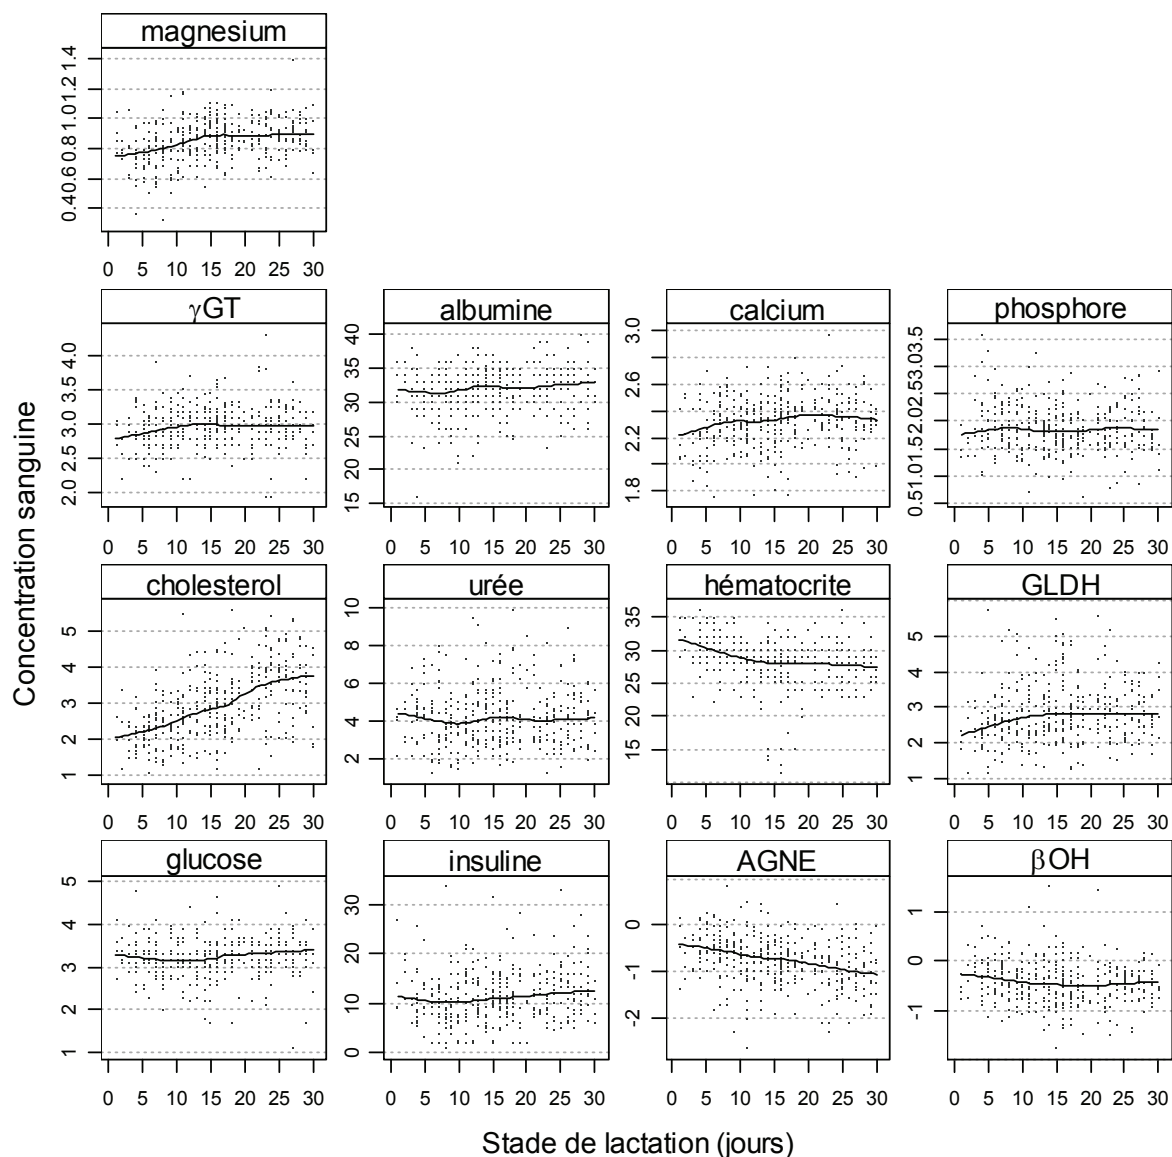 magnesium
0.4 0.6 0.8 1.0 1.2 1.4
0 5 10 15 20 25 30
γGT albumine calcium phosphore
2.0 2.5 3.0 3.5 4.0
15 20 25 30 35 40
1.8 2.2 2.6 3.0
0.5 1.0 1.5 2.0 2.5 3.0 3.5
0 5 10 15 20 25 30 0 5 10 15 20 25 30 0 5 10 15 20 25 30 0 5 10 15 20 25 30
Concentration sanguine
cholesterol urée hématocrite GLDH
1 2 3 4 5
2 4 6 8 10
15 20 25 30 35
1 2 3 4 5
0 5 10 15 20 25 30 0 5 10 15 20 25 30 0 5 10 15 20 25 30 0 5 10 15 20 25 30
glucose insuline AGNE βOH
1 2 3 4 5
0 10 20 30
-2 -1 0
-1 0 1
0 5 10 15 20 25 30 0 5 10 15 20 25 30 0 5 10 15 20 25 30 0 5 10 15 20 25 30
Stade de lactation (jours)